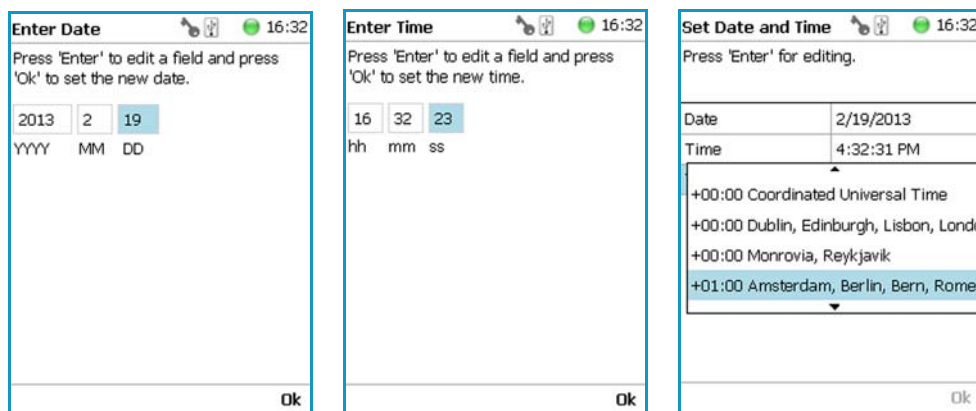 Enter Date 16:32
Press 'Enter' to edit a field and press
'Ok' to set the new date.
2013 2 19
YYYY MM DD
Ok
Enter Time 16:32
Press 'Enter' to edit a field and press
'Ok' to set the new time.
16 32 23
hh mm ss
Ok
Set Date and Time 16:32
Press 'Enter' for editing.
Date 2/19/2013
Time 4:32:31 PM
+00:00 Coordinated Universal Time
+00:00 Dublin, Edinburgh, Lisbon,
+00:00 Monrovia, Reykjavik
+01:00 Amsterdam, Berlin, Bern, Rome
Ok